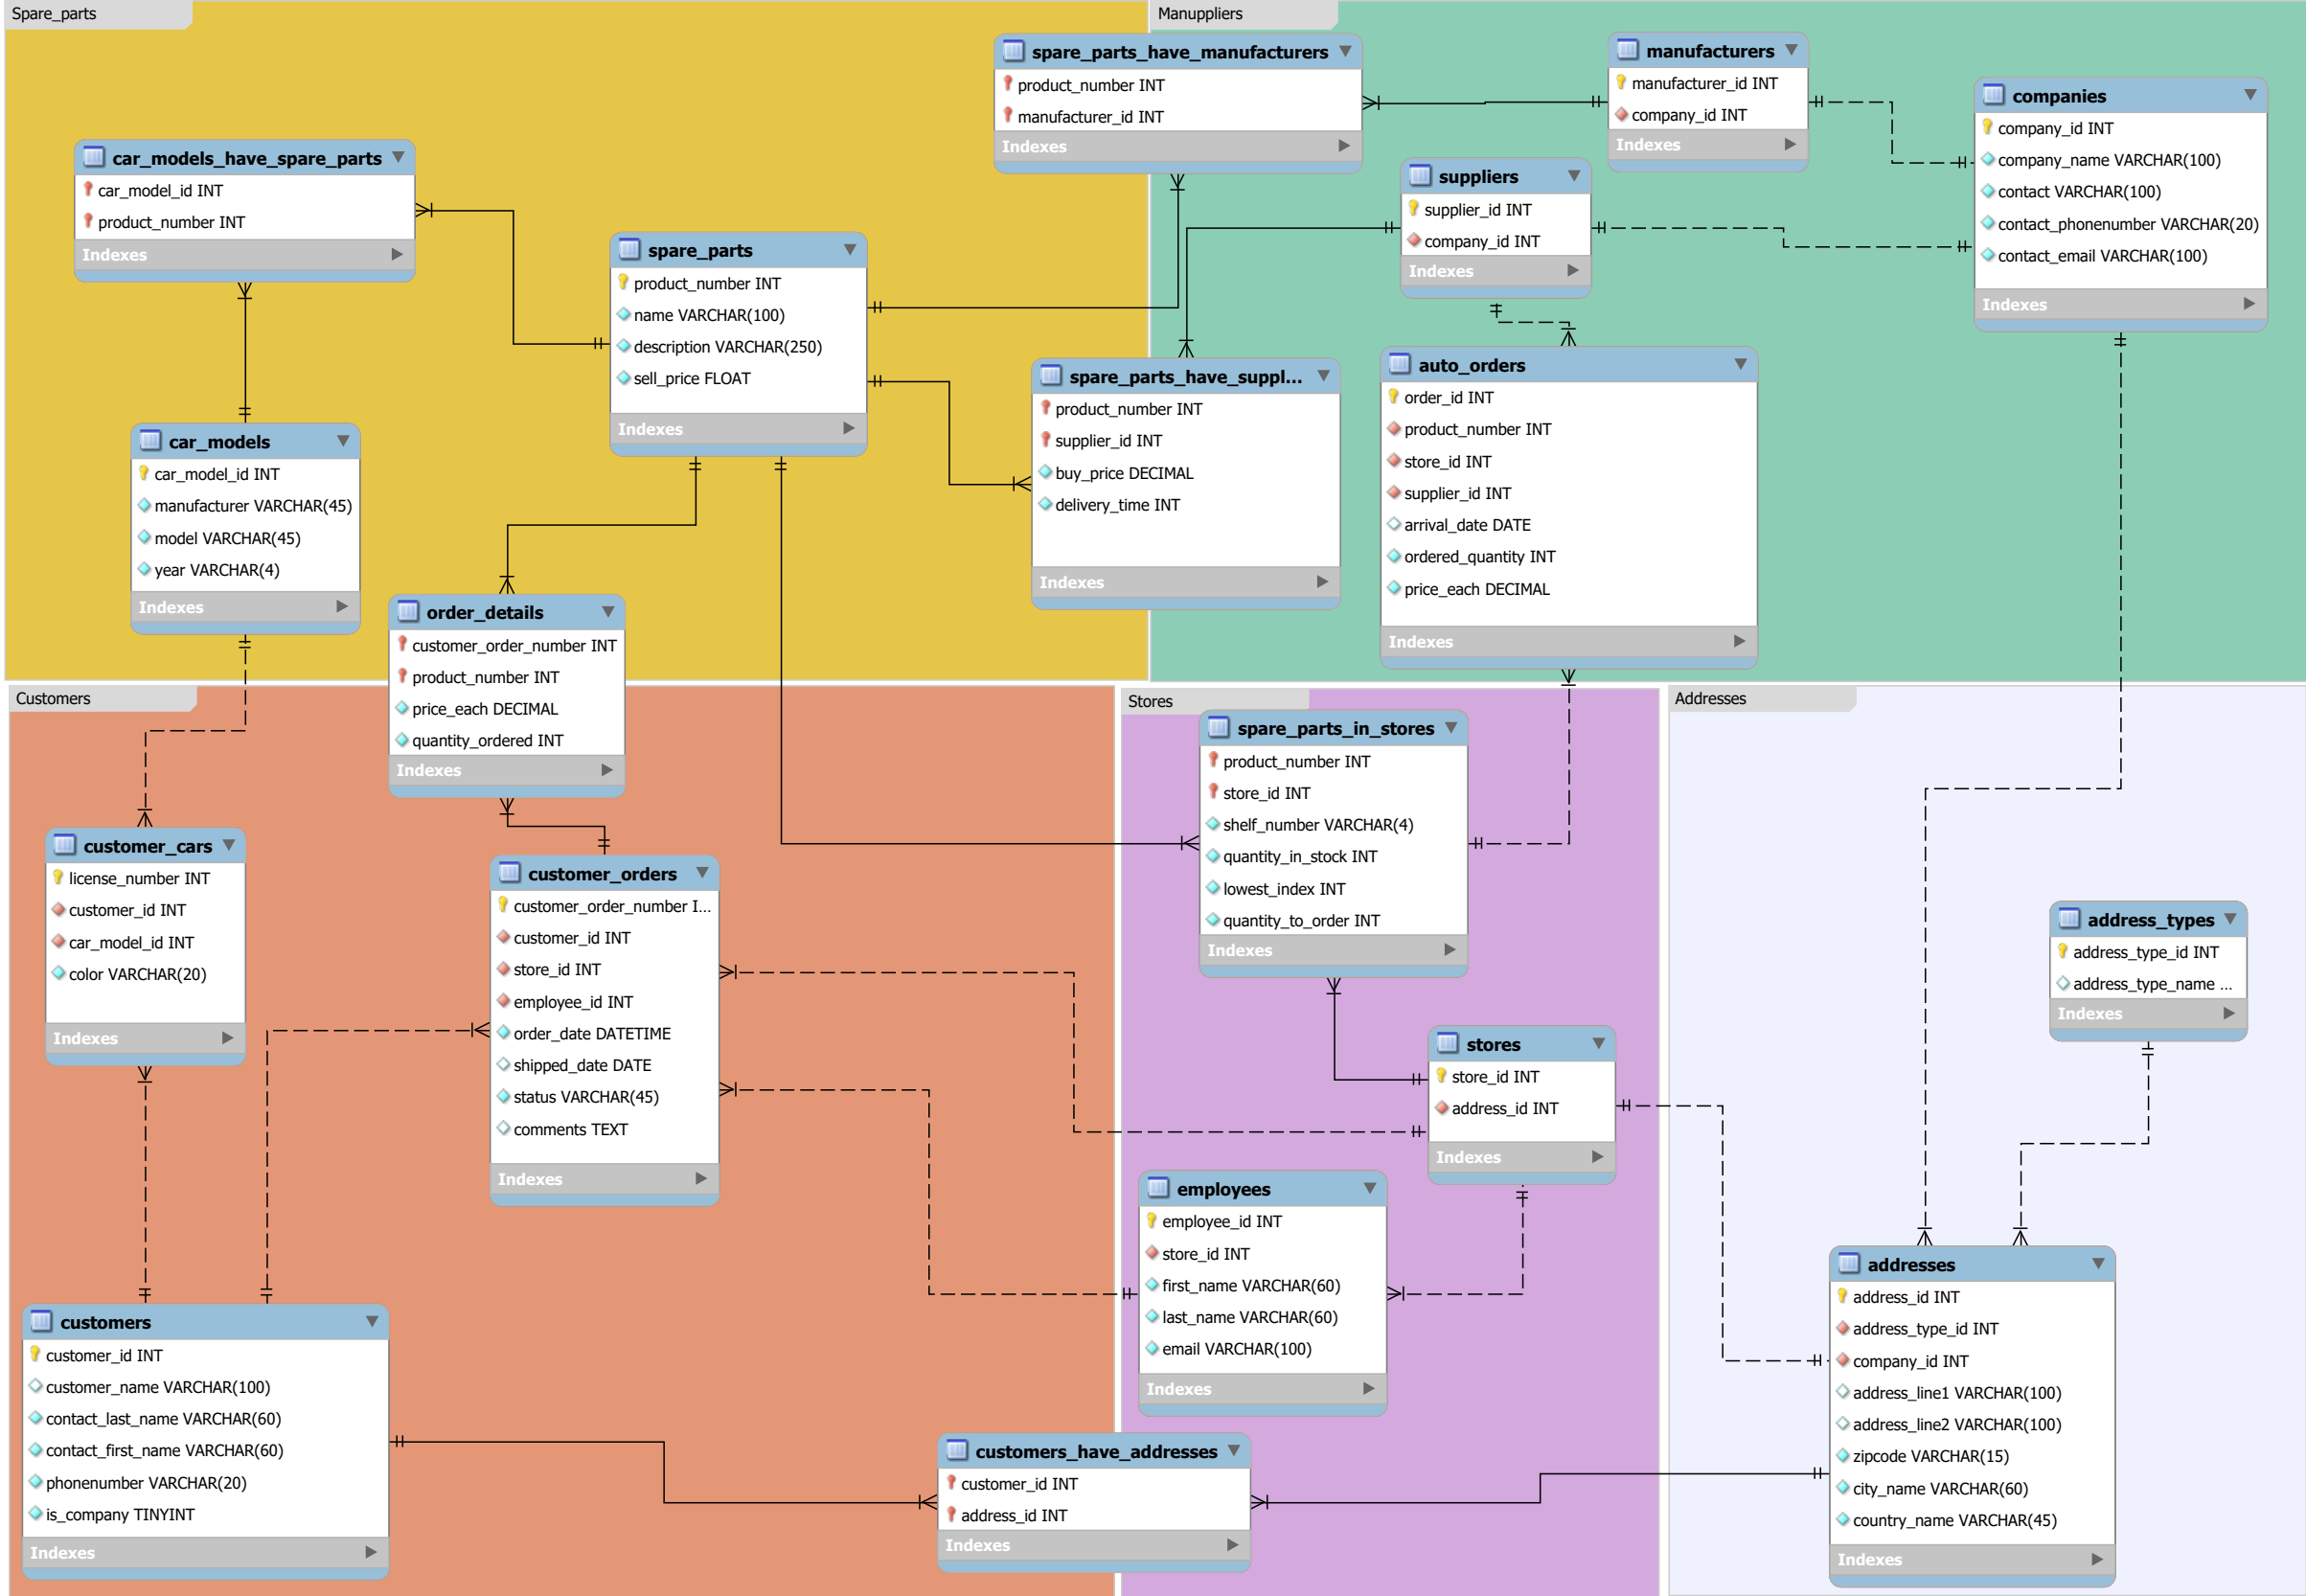 Spare_parts
Manuppliers
spare_parts_have_manufacturers
product_number INT
manufacturer_id INT
Indexes
manufacturers
manufacturer_id INT
company_id INT
Indexes
companies
company_id INT
company_name VARCHAR(100)
contact VARCHAR(100)
contact_phonenumber VARCHAR(20)
contact_email VARCHAR(100)
Indexes
car_models_have_spare_parts
car_model_id INT
product_number INT
Indexes
suppliers
supplier_id INT
company_id INT
Indexes
spare_parts
product_number INT
name VARCHAR(100)
description VARCHAR(250)
sell_price FLOAT
Indexes
spare_parts_have_suppl...
product_number INT
supplier_id INT
buy_price DECIMAL
delivery_time INT
Indexes
auto_orders
order_id INT
product_number INT
store_id INT
supplier_id INT
arrival_date DATE
ordered_quantity INT
price_each DECIMAL
Indexes
car_models
car_model_id INT
manufacturer VARCHAR(45)
model VARCHAR(45)
year VARCHAR(4)
Indexes
order_details
customer_order_number INT
product_number INT
price_each DECIMAL
quantity_ordered INT
Indexes
Customers
Stores
Addresses
spare_parts_in_stores
product_number INT
store_id INT
shelf_number VARCHAR(4)
quantity_in_stock INT
lowest_index INT
quantity_to_order INT
Indexes
customer_cars
license_number INT
customer_id INT
car_model_id INT
color VARCHAR(20)
Indexes
customer_orders
customer_order_number I...
customer_id INT
store_id INT
employee_id INT
order_date DATETIME
shipped_date DATE
status VARCHAR(45)
comments TEXT
Indexes
address_types
address_type_id INT
address_type_name ...
Indexes
stores
store_id INT
address_id INT
Indexes
employees
employee_id INT
store_id INT
first_name VARCHAR(60)
last_name VARCHAR(60)
email VARCHAR(100)
Indexes
addresses
address_id INT
address_type_id INT
company_id INT
address_line1 VARCHAR(100)
address_line2 VARCHAR(100)
zipcode VARCHAR(15)
city_name VARCHAR(60)
country_name VARCHAR(45)
Indexes
customers
customer_id INT
customer_name VARCHAR(100)
contact_last_name VARCHAR(60)
contact_first_name VARCHAR(60)
phonenumber VARCHAR(20)
is_company TINYINT
Indexes
customers_have_addresses
customer_id INT
address_id INT
Indexes